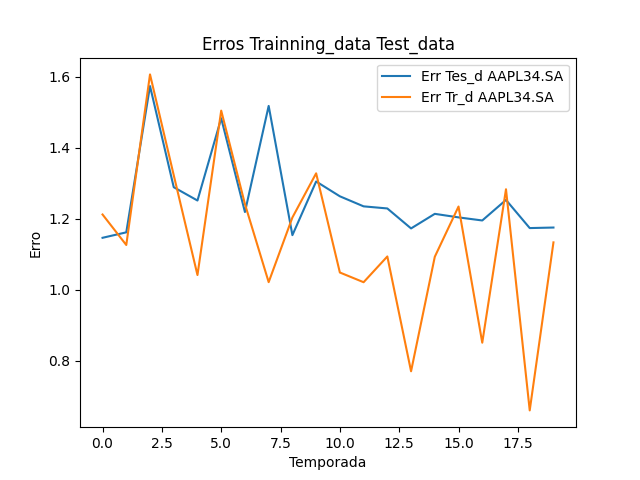 Erros Trainning_data Test_data
Err Tes_d AAPL34.SA
Err Tr_d AAPL34.SA
1.6
1.4
1.2
1.0
0.8
Erro
0.0 2.5 5.0 7.5 10.0 12.5 15.0 17.5
Temporada